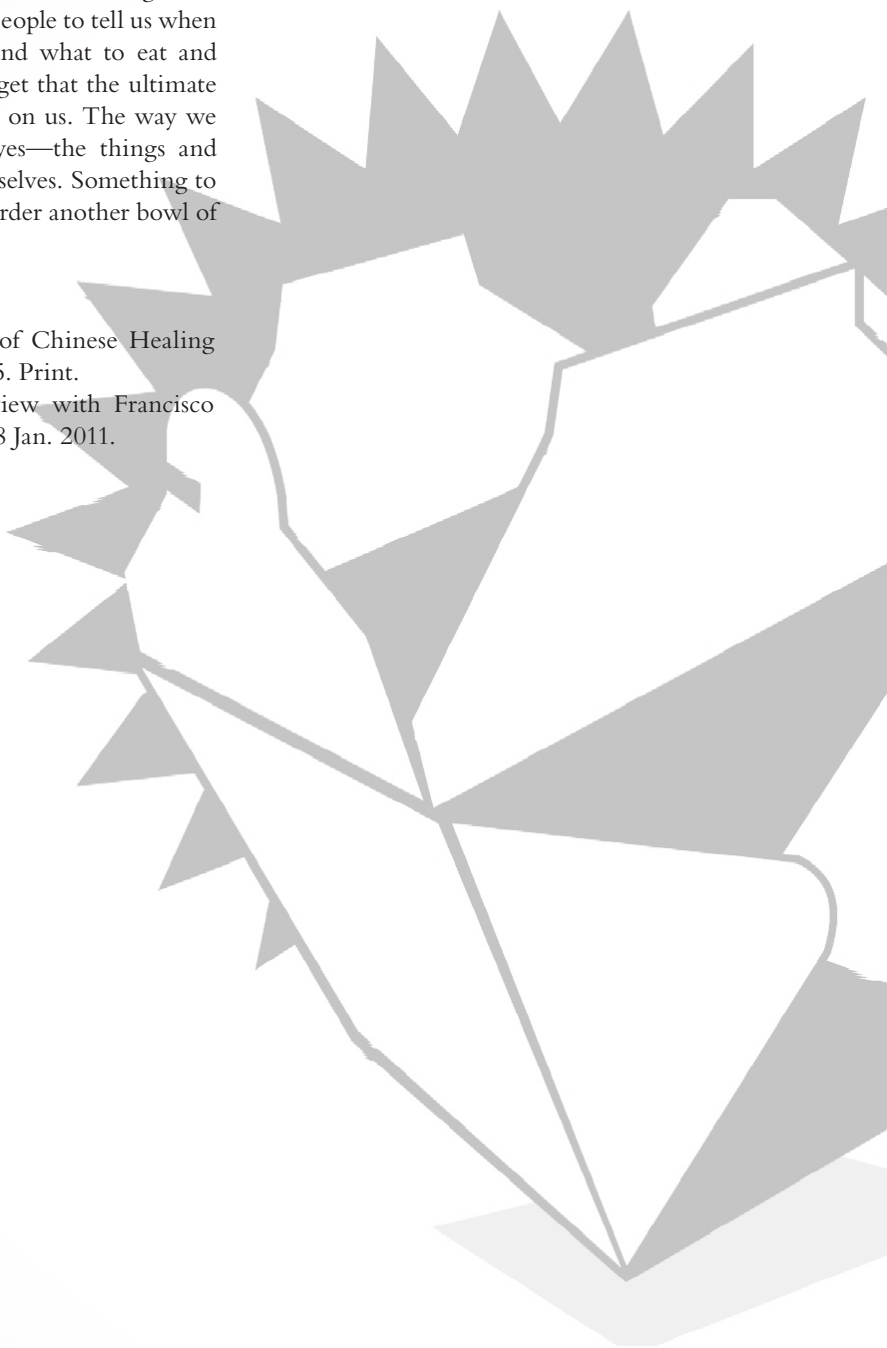 eople to tell us when
nd what to eat and
get that the ultimate
on us. The way we
yes—the things and
selves. Something to
rder another bowl of
of Chinese Healing
5. Print.
iew with Francisco
8 Jan. 2011.